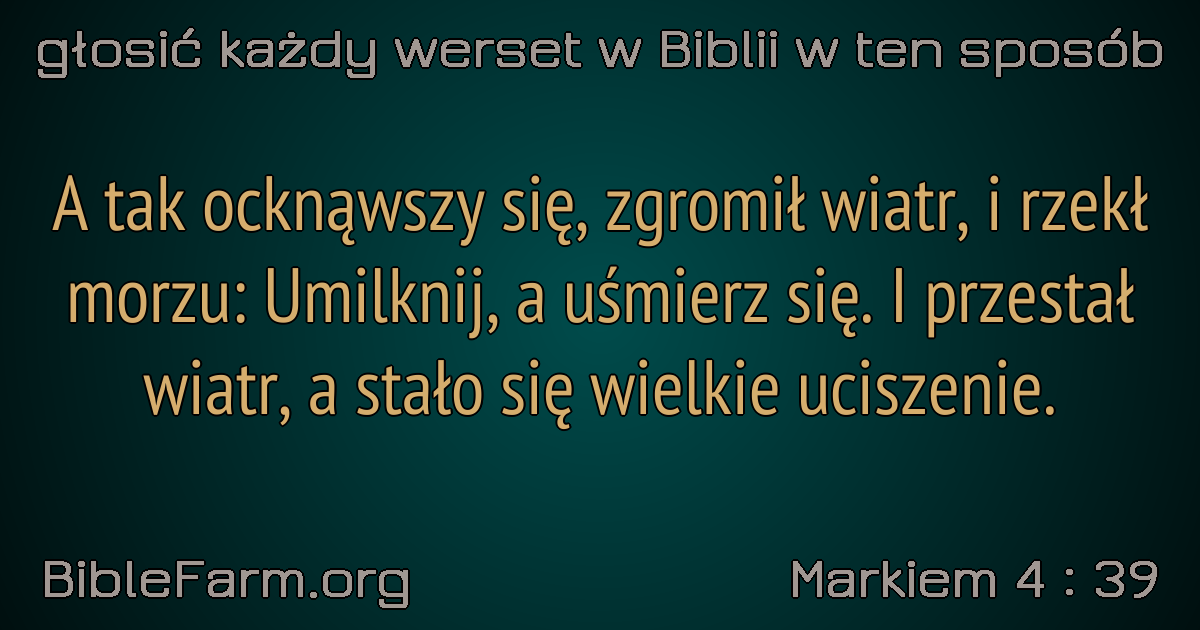 głosić każdy werset w Biblii w ten sposób
A tak ocknąwszy się, zgromił wiatr, i rzekł
morzu: Umilknij, a uśmierz się. I przestał
wiatr, a stało się wielkie uciszenie.
BibleFarm.org
Markiem 4 : 39